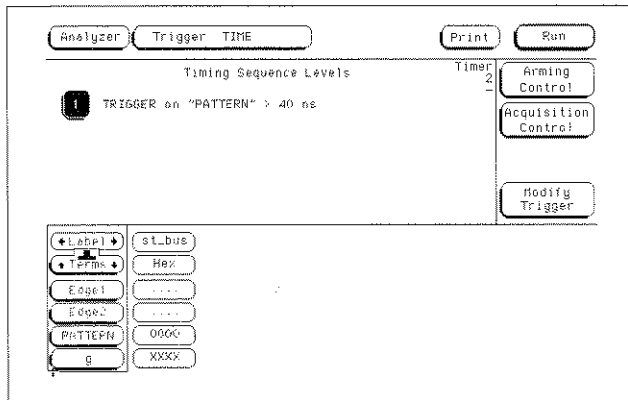 Analyzer Trigger TIME Print Run
Timing Sequence Levels
Timer
2
-
Arming
Control
1 TRIGGER on "PATTERN" > 40 ns
Acquisition
Control
Modify
Trigger
Label st_bus
Terms Hex
Edge1 ....
Edge2 ....
PATTERN 0000
g XXXX